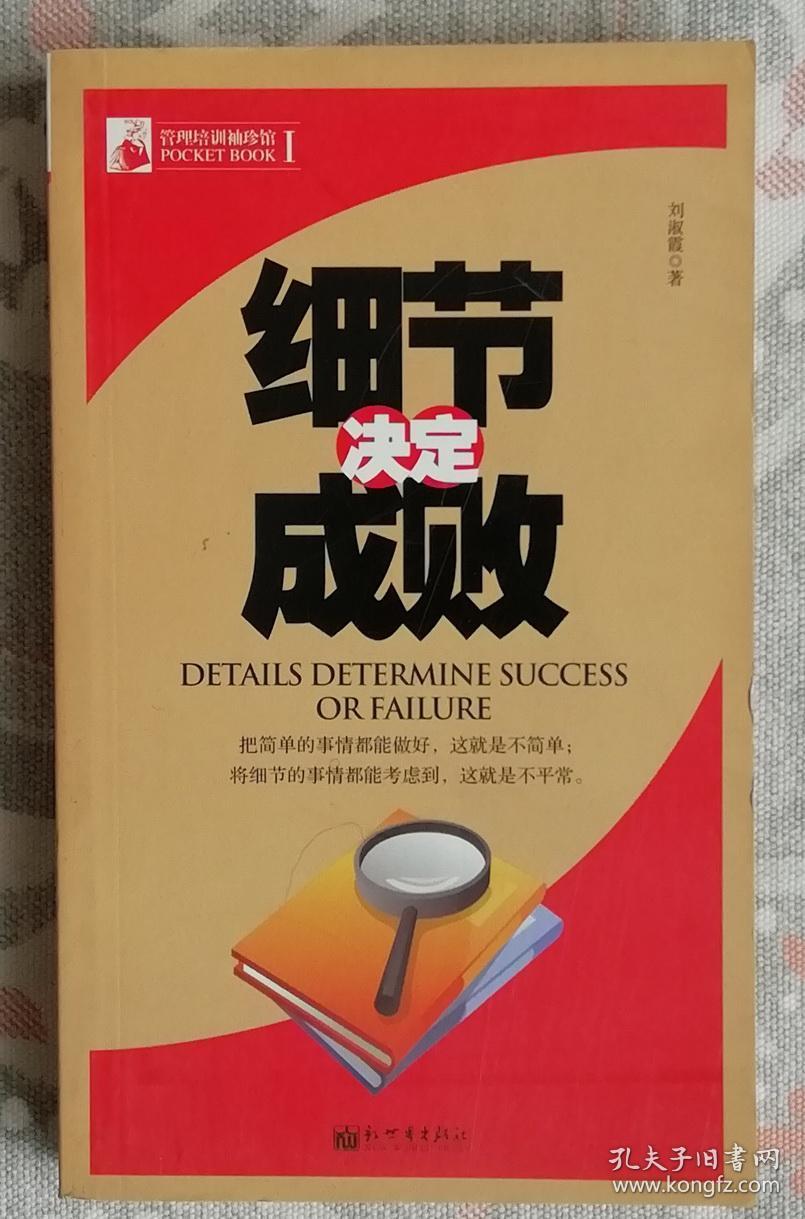 管理培训袖珍馆
POCKET BOOK I
刘淑霞◎著
细节
决定
成败
DETAILS DETERMINE SUCCESS
OR FAILURE
把简单的事情都能做好，这就是不简单；
将细节的事情都能考虑到，这就是不平常。
新世界出版社
NEW WORLD PRESS
孔夫子旧书网
www.kongfz.com